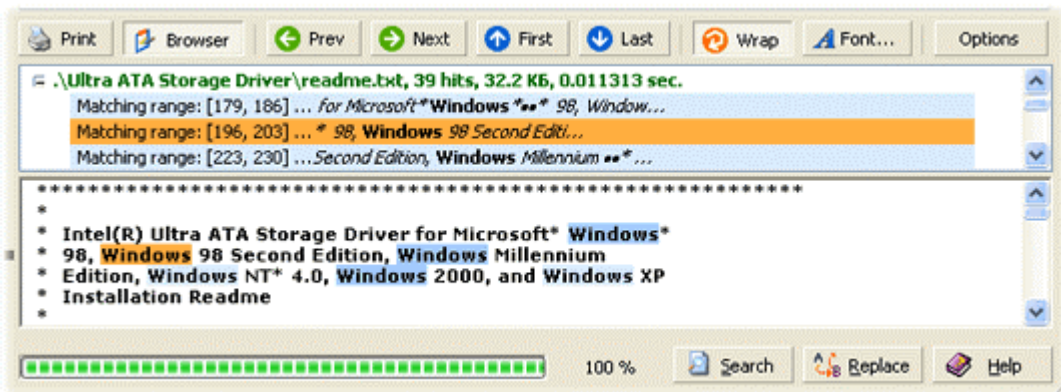 Print Browser Prev Next First Last Wrap Font... Options
.\Ultra ATA Storage Driver\readme.txt, 39 hits, 32.2 КБ, 0.011313 sec.
Matching range: [179, 186] ... for Microsoft*Windows *••* 98, Window...
Matching range: [196, 203] ... * 98, Windows 98 Second Editi...
Matching range: [223, 230] ...Second Edition, Windows Millennium ••*...
************************************************************
*
* Intel(R) Ultra ATA Storage Driver for Microsoft* Windows*
* 98, Windows 98 Second Edition, Windows Millennium
* Edition, Windows NT* 4.0, Windows 2000, and Windows XP
* Installation Readme
*
100 % Search Replace Help